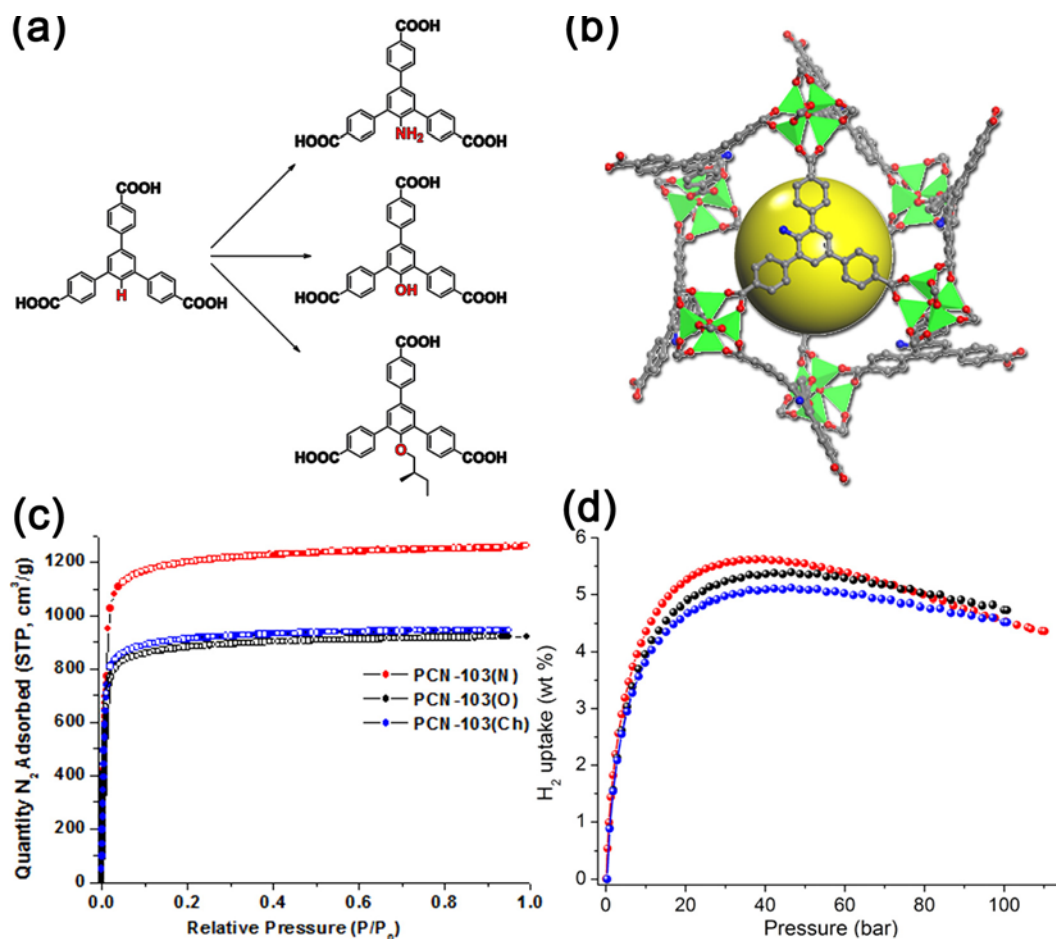 (a)
COOH
HOOC
H
COOH
COOH
HOOC
NH2
COOH
COOH
HOOC
OH
COOH
COOH
HOOC
O
COOH
(b)
(c)
1200
1000
800
600
400
200
0
0.0 0.2 0.4 0.6 0.8 1.0
Quantity N2 Adsorbed (STP, cm3/g)
Relative Pressure (P/P0)
PCN-103(N)
PCN-103(O)
PCN-103(Ch)
(d)
6
5
4
3
2
1
0
0 20 40 60 80 100
H2 uptake (wt %)
Pressure (bar)